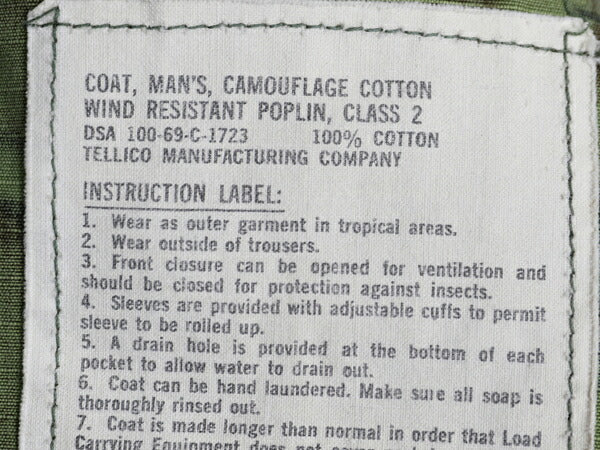 COAT, MAN'S, CAMOUFLAGE COTTON
WIND RESISTANT POPLIN, CLASS 2
DSA 100-69-C-1723 100% COTTON
TELLICO MANUFACTURING COMPANY
INSTRUCTION LABEL:
1. Wear as outer garment in tropical areas.
2. Wear outside of trousers.
3. Front closure can be opened for ventilation and
should be closed for protection against insects.
4. Sleeves are provided with adjustable cuffs to permit
sleeve to be rolled up.
5. A drain hole is provided at the bottom of each
pocket to allow water to drain out.
6. Coat can be hand laundered. Make sure all soap is
thoroughly rinsed out.
7. Coat is made longer than normal in order that Load
Carrying Equipment does not cover